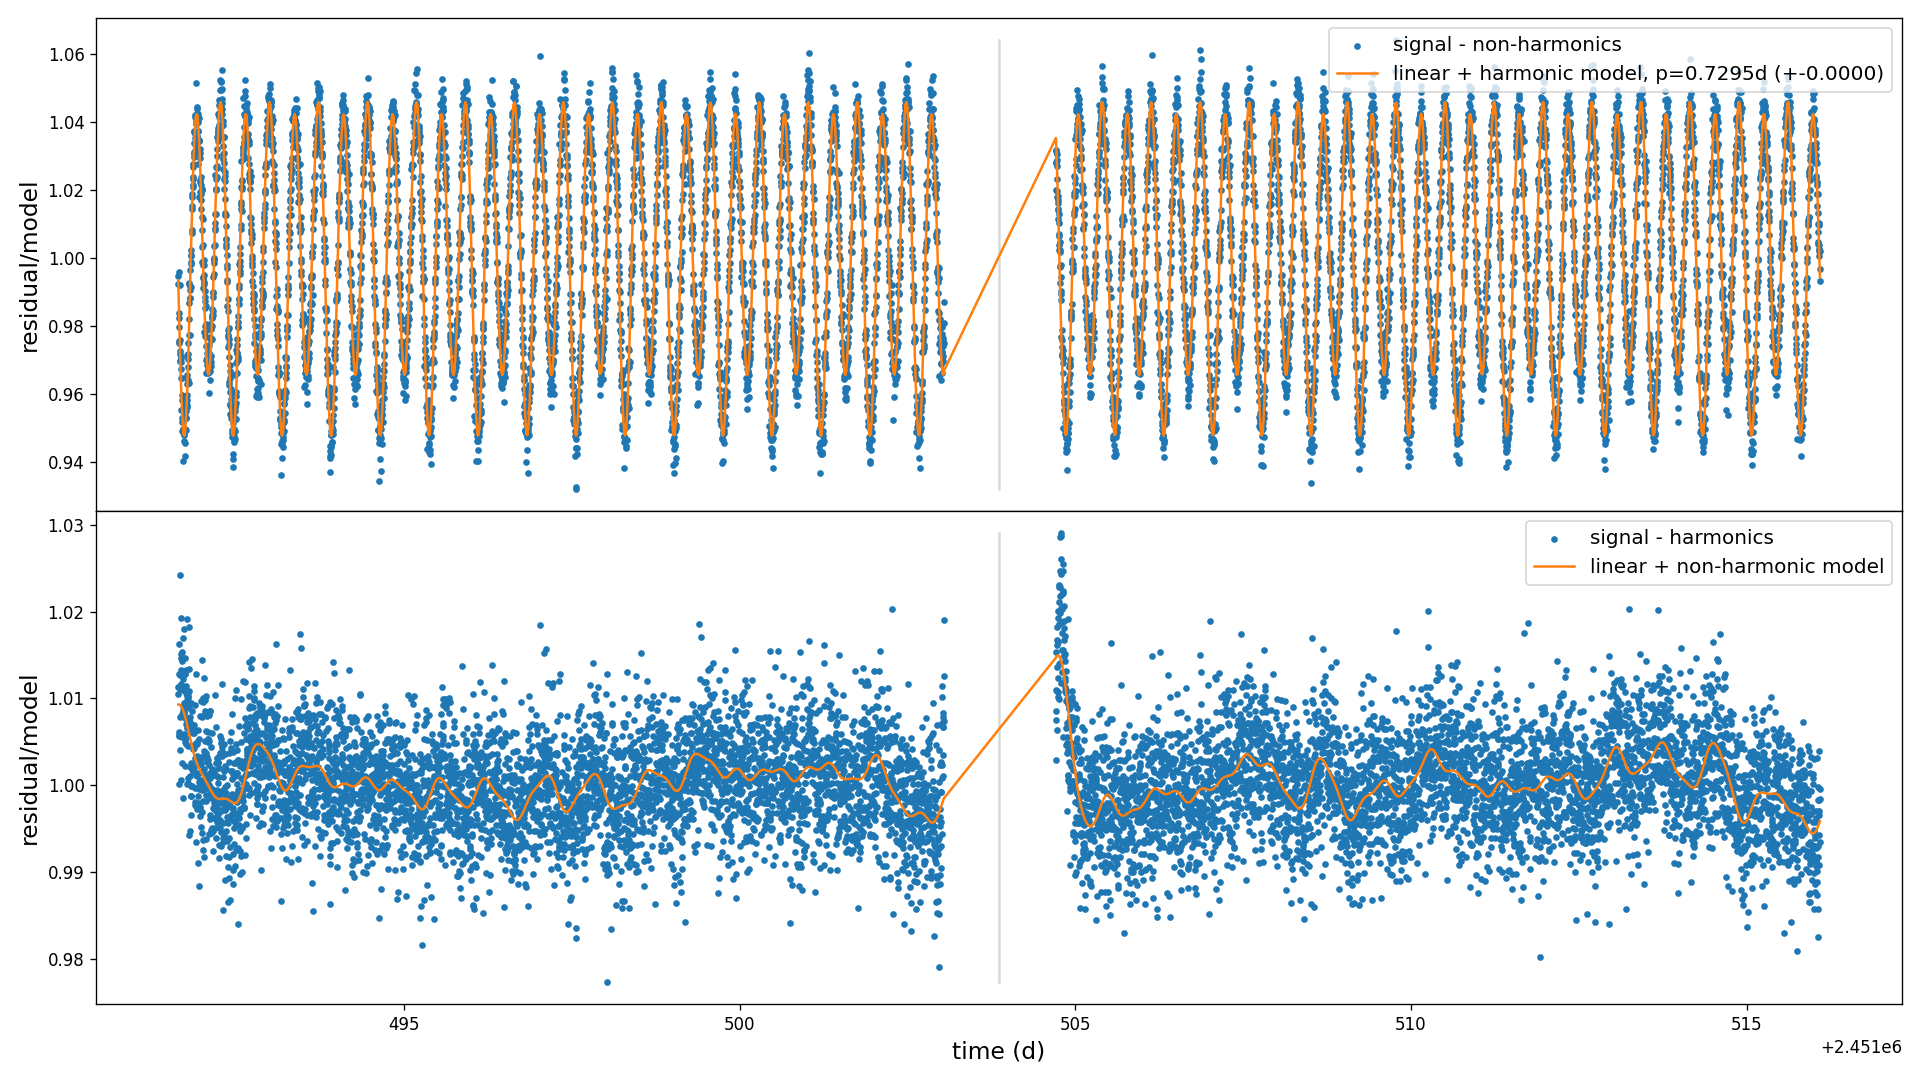 1.06
1.04
1.02
1.00
0.98
0.96
0.94
residual/model
signal - non-harmonics
linear + harmonic model, p=0.7295d (+-0.0000)
1.03
1.02
1.01
1.00
0.99
0.98
residual/model
signal - harmonics
linear + non-harmonic model
495 500 505 510 515
time (d)
+2.451e6